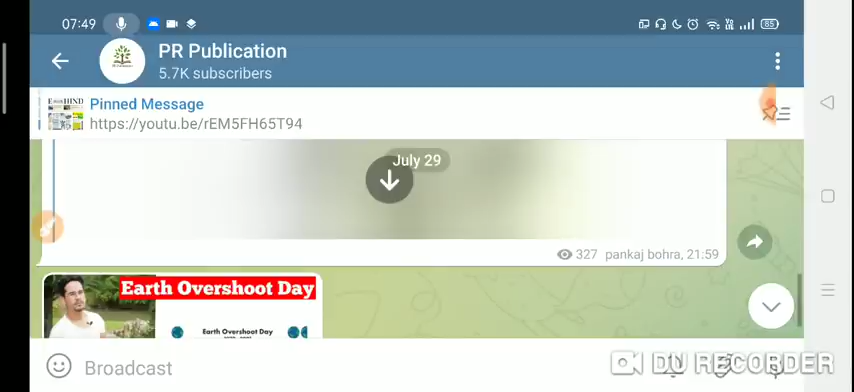 07:49
85
PR Publication
5.7K subscribers
Pinned Message
https://youtu.be/rEM5FH65T94
July 29
327 pankaj bohra, 21:59
Earth Overshoot Day
Earth Overshoot Day
Broadcast
DU RECORDER